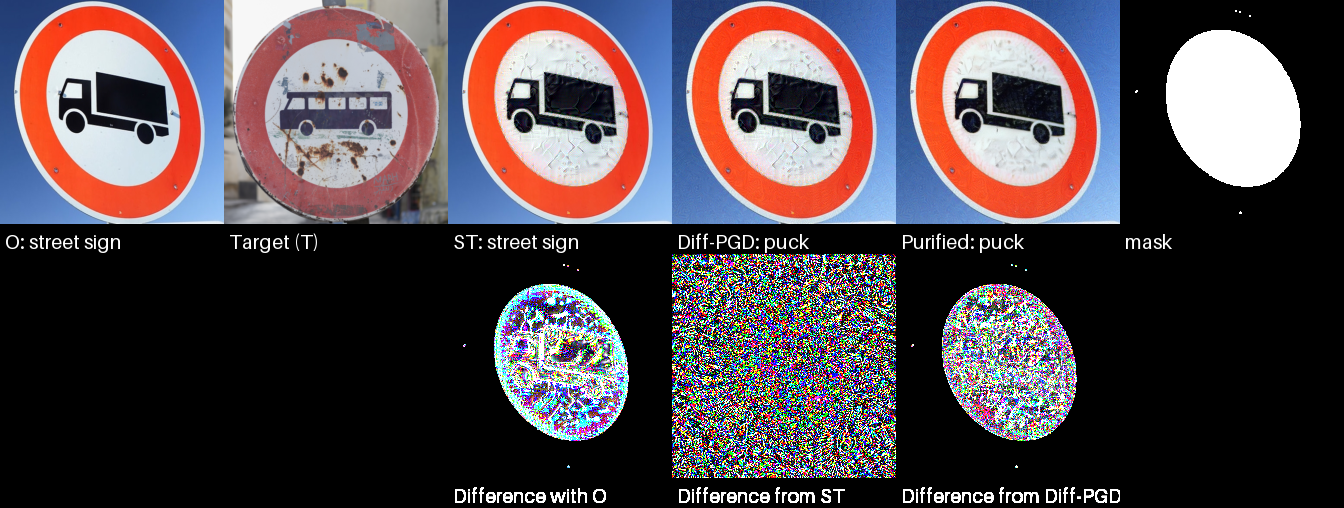 O: street sign
Target (T)
ST: street sign
Diff-PGD: puck
Purified: puck
mask
Difference with O
Difference from ST
Difference from Diff-PGD